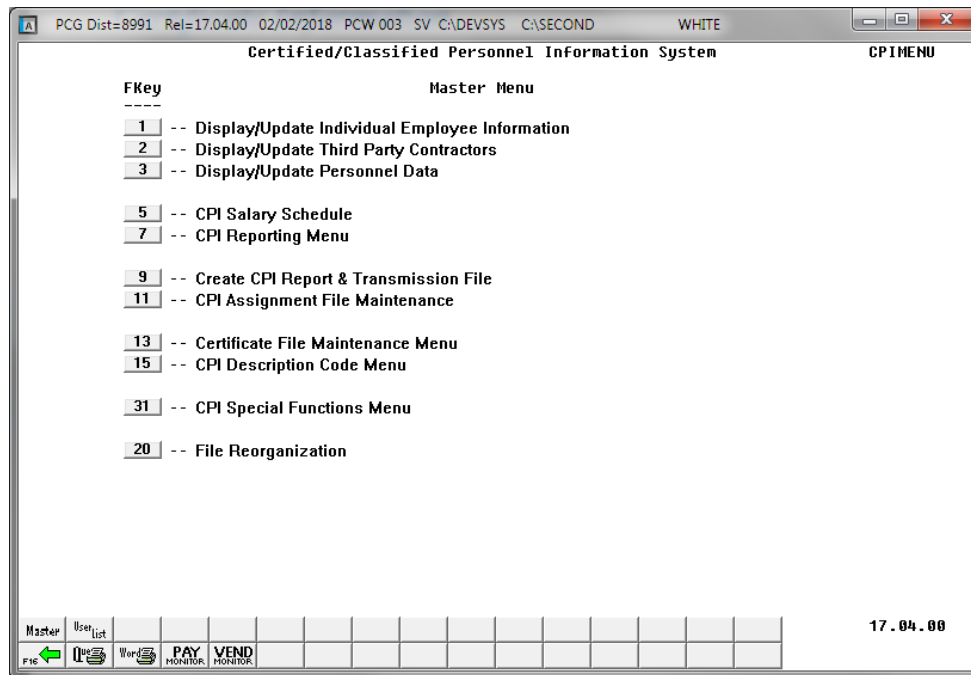 A PCG Dist=8991 Rel=17.04.00 02/02/2018 PCW 003 SV C:\DEVSYS C:\SECOND WHITE
Certified/Classified Personnel Information System CPIMENU
FKey Master Menu
----
1 -- Display/Update Individual Employee Information
2 -- Display/Update Third Party Contractors
3 -- Display/Update Personnel Data
5 -- CPI Salary Schedule
7 -- CPI Reporting Menu
9 -- Create CPI Report & Transmission File
11 -- CPI Assignment File Maintenance
13 -- Certificate File Maintenance Menu
15 -- CPI Description Code Menu
31 -- CPI Special Functions Menu
20 -- File Reorganization
Master User List 17.04.00
F16 Que Word PAY MONITOR VEND MONITOR